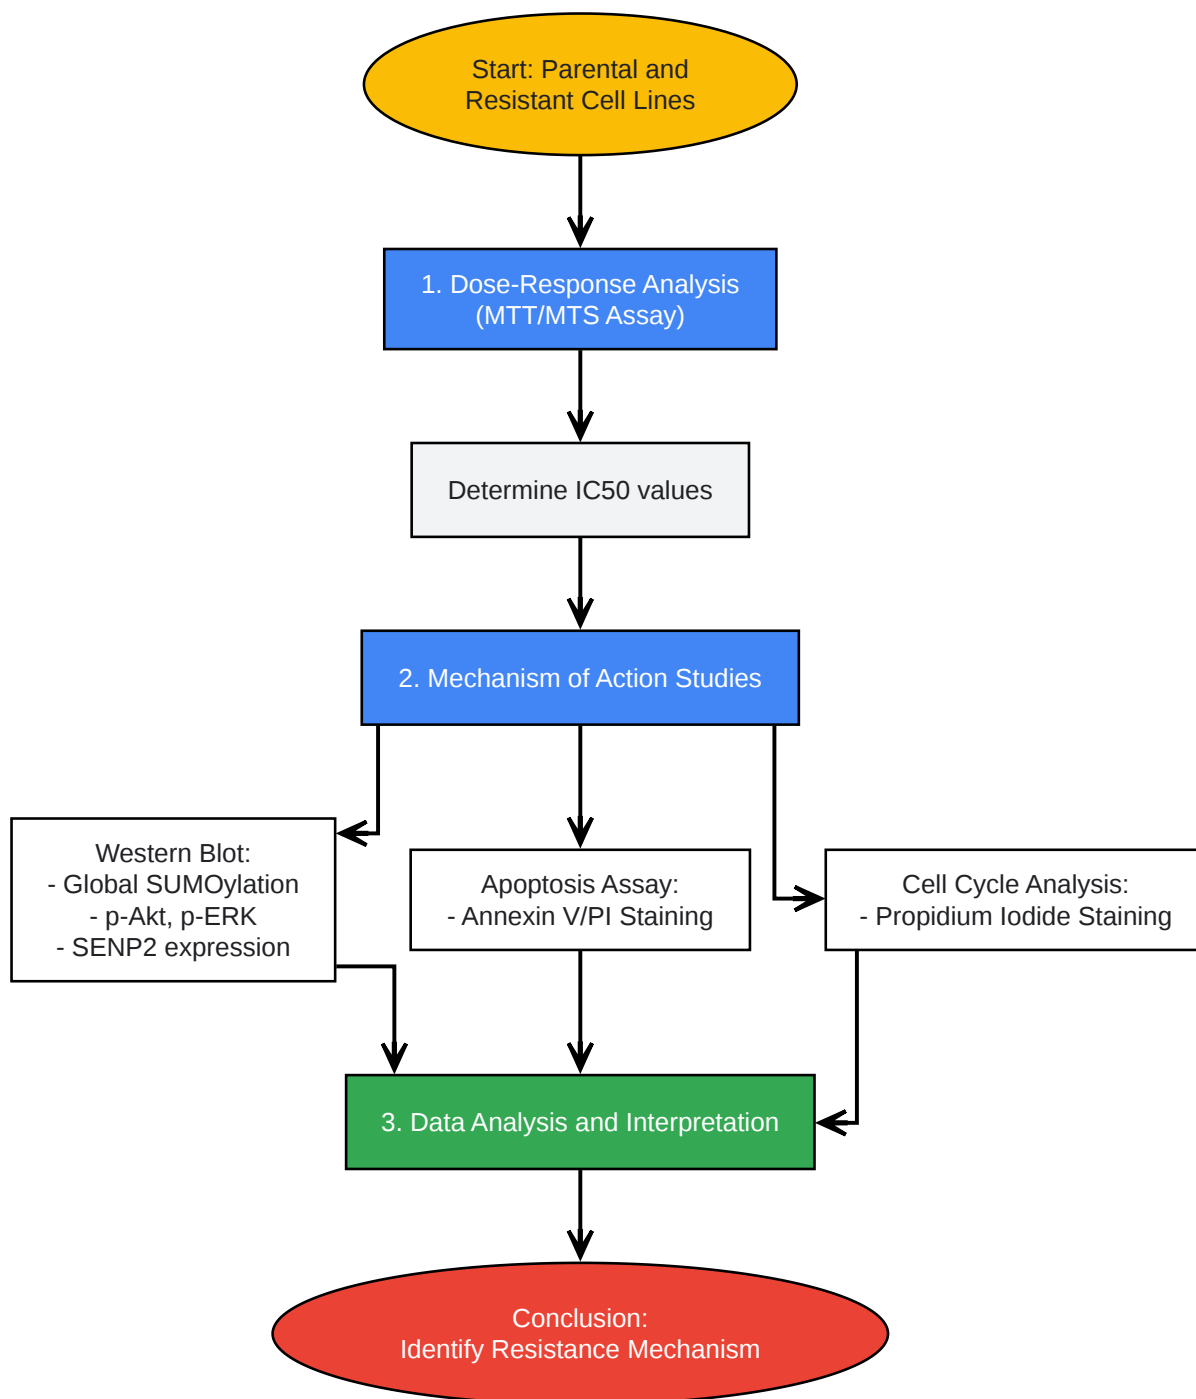 Start: Parental and
Resistant Cell Lines
1. Dose-Response Analysis
(MTT/MTS Assay)
Determine IC50 values
2. Mechanism of Action Studies
Western Blot:
- Global SUMOylation
- p-Akt, p-ERK
- SENP2 expression
Apoptosis Assay:
- Annexin V/PI Staining
Cell Cycle Analysis:
- Propidium Iodide Staining
3. Data Analysis and Interpretation
Conclusion:
Identify Resistance Mechanism